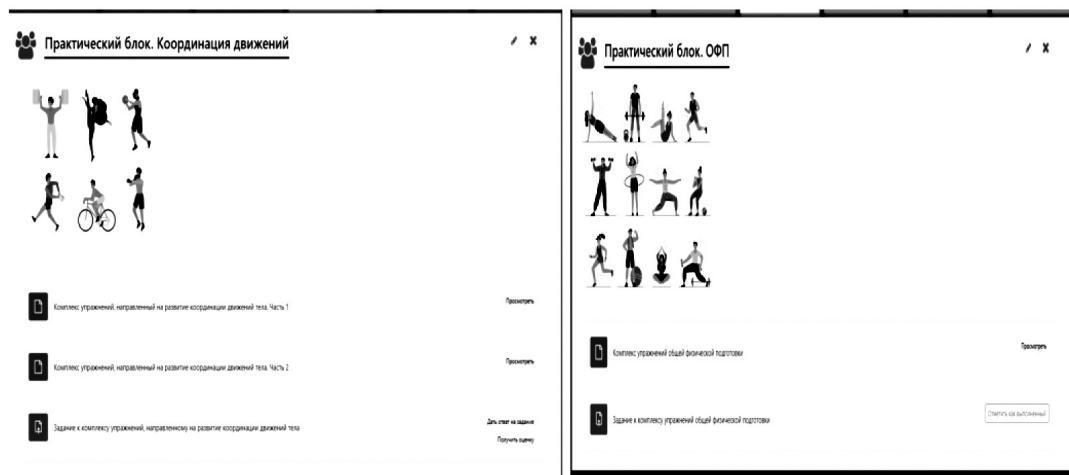 Практический блок. Координация движений
Комплекс упражнений, направленный на развитие координации движений тела. Часть 1
Просмотреть
Комплекс упражнений, направленный на развитие координации движений тела. Часть 2
Просмотреть
Задание к комплексу упражнений, направленному на развитие координации движений тела
Дать ответ на задание
Получить оценку
Практический блок. ОФП
Комплекс упражнений общей физической подготовки
Просмотреть
Задание к комплексу упражнений общей физической подготовки
Отметить как выполненный